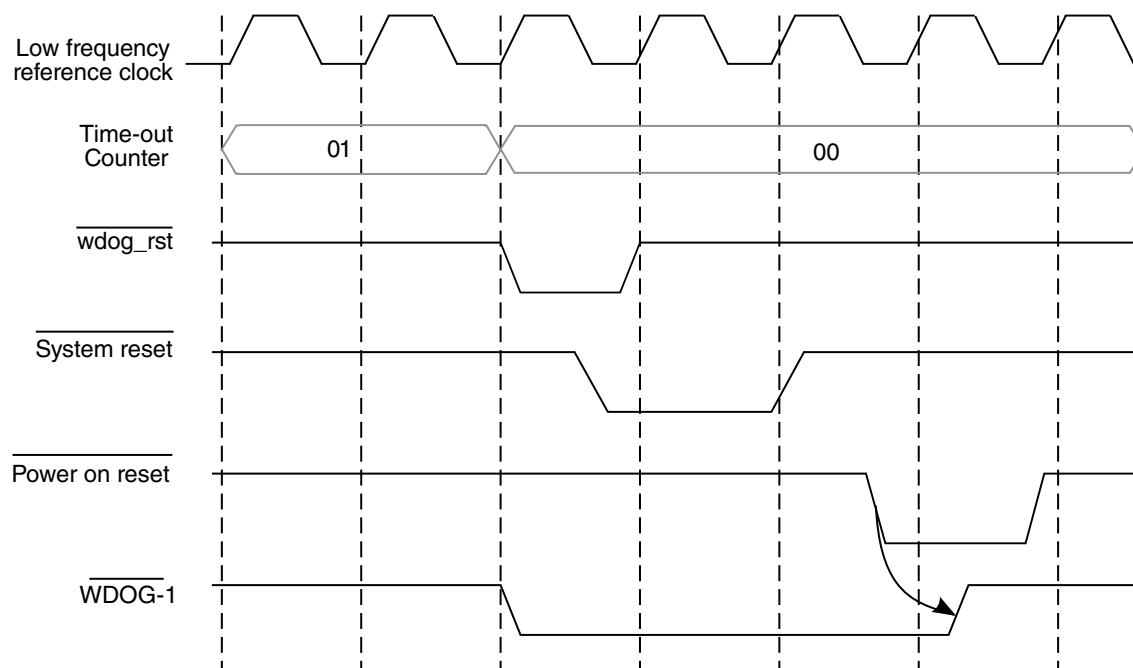 Low frequency
reference clock
Time-out
Counter
01
00
wdog_rst
System reset
Power on reset
WDOG-1